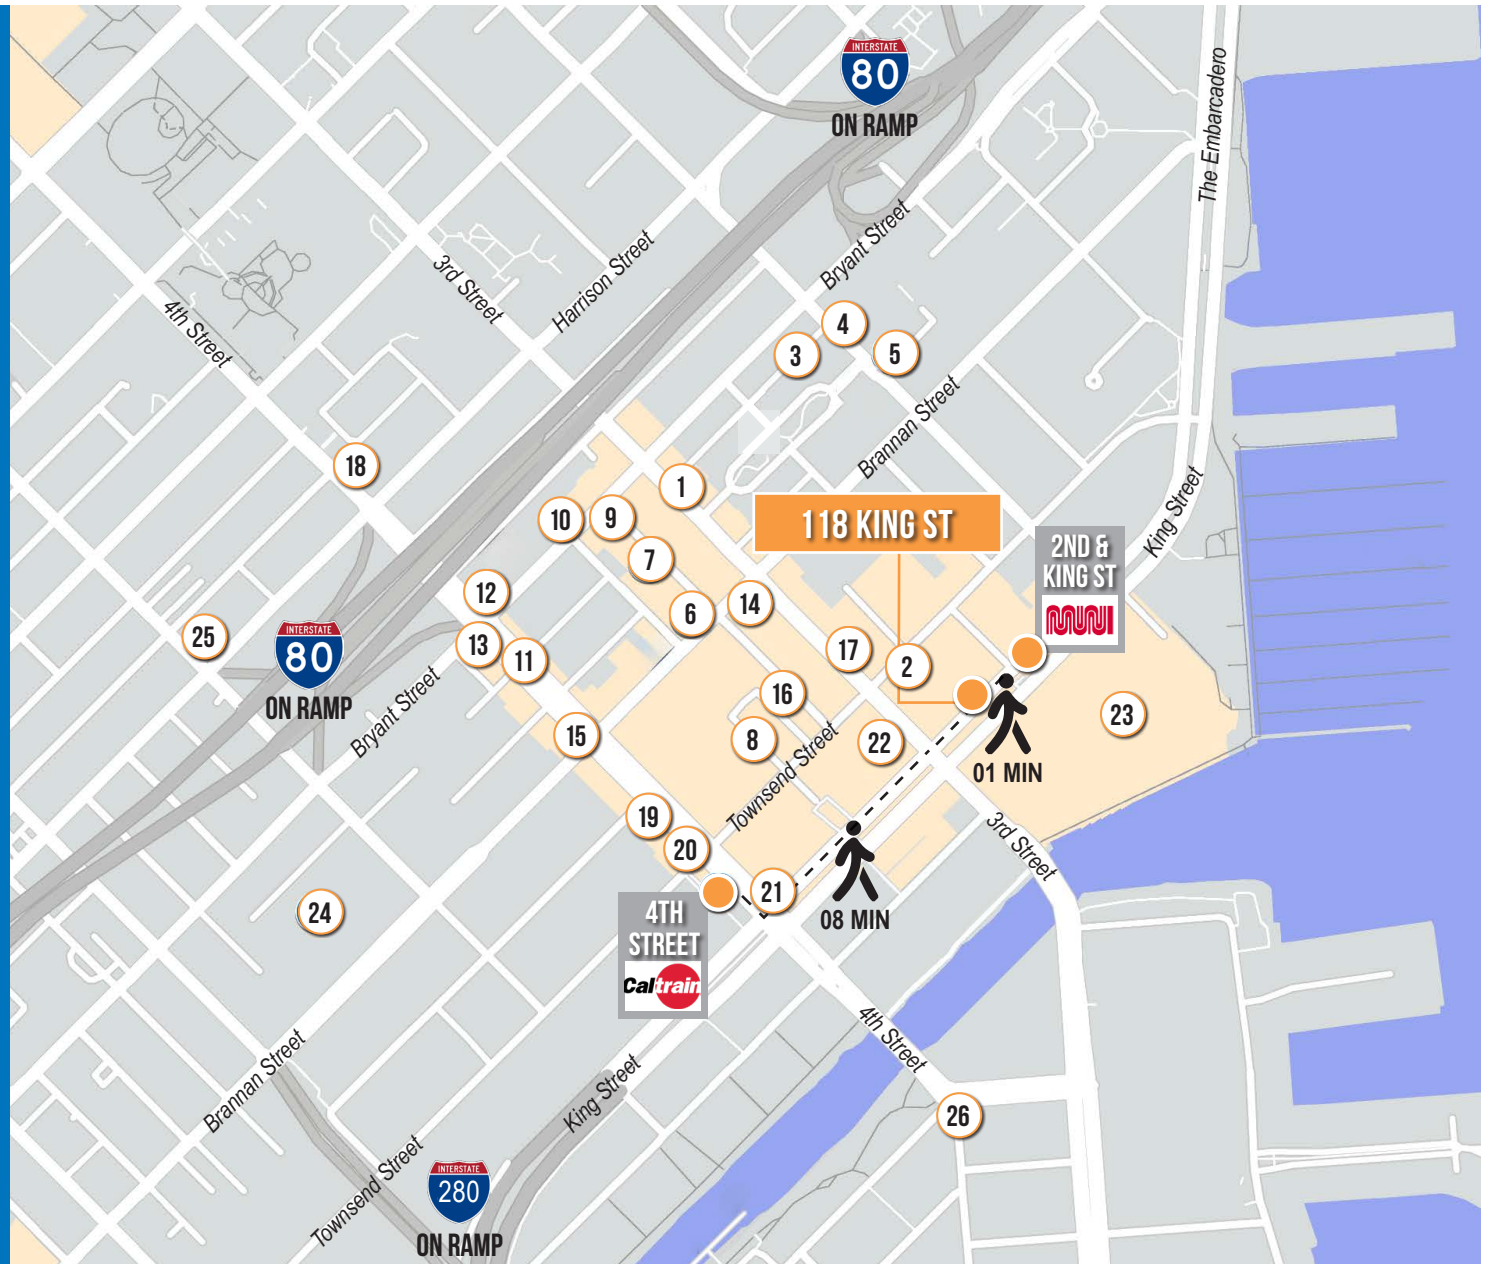 INTERSTATE
80
ON RAMP
The Embarcadero
Bryant Street
Harrison Street
3rd Street
4th Street
4
3
5
Brannan Street
18
1
10
9
7
118 KING ST
King Street
2ND &
KING ST
MUNI
12
6
14
25
INTERSTATE
80
ON RAMP
13
11
17
2
16
23
Bryant Street
15
8
22
Townsend Street
01 MIN
19
20
3rd Street
21
08 MIN
24
4TH
STREET
Caltrain
4th Street
Brannan Street
King Street
26
Townsend Street
INTERSTATE
280
ON RAMP